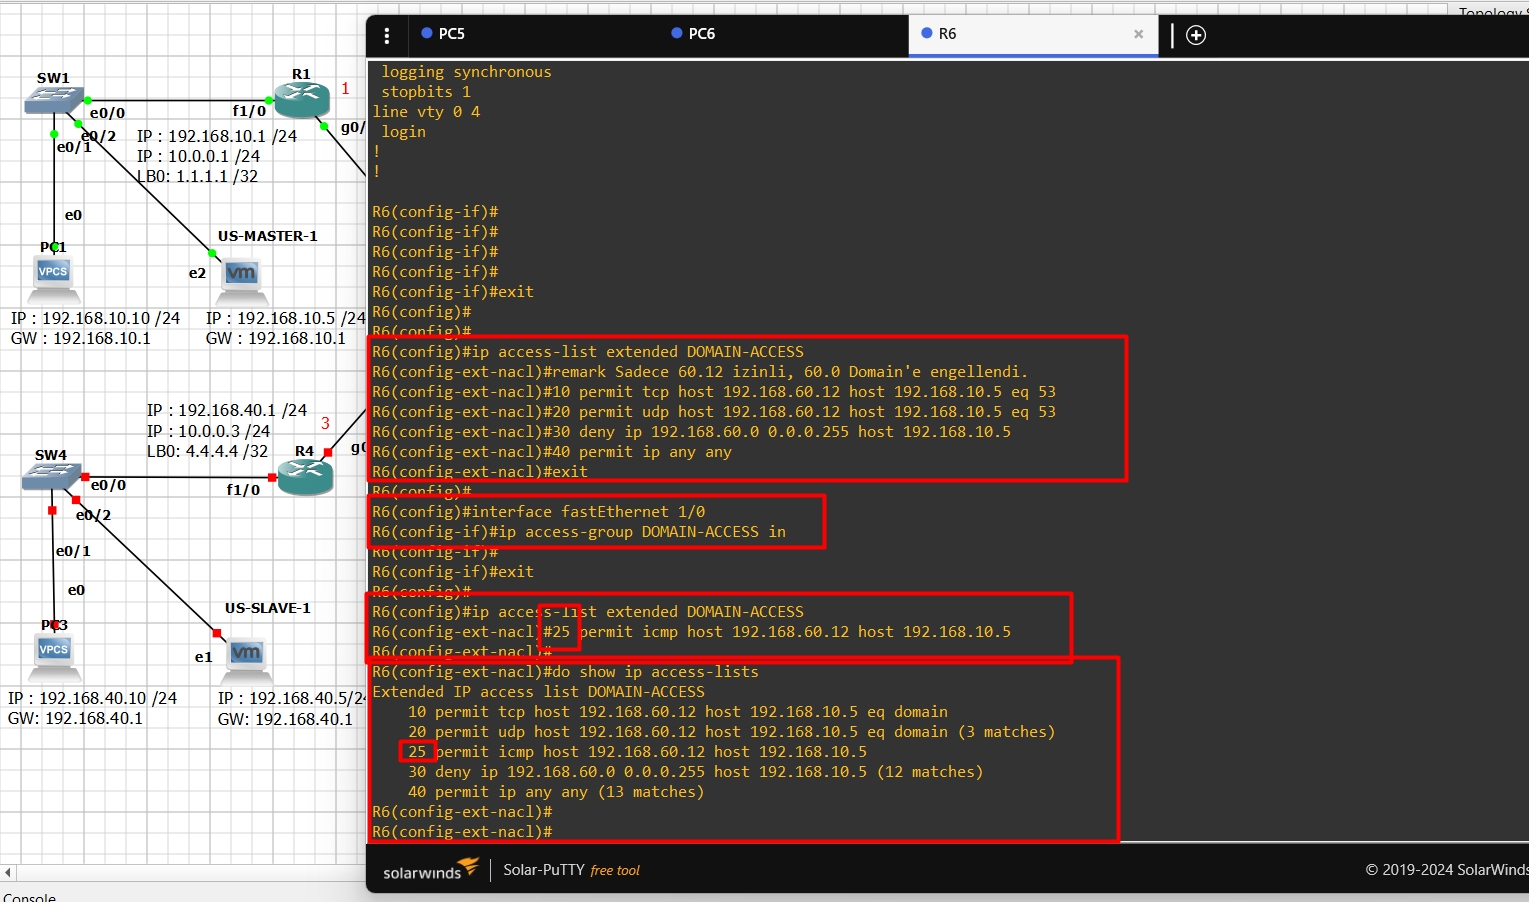 Topology S
PC5
PC6
R6
×
SW1
R1
1
e0/0
f1/0
g0/
e0/2
e0/1
IP : 192.168.10.1 /24
IP : 10.0.0.1 /24
LB0: 1.1.1.1 /32
e0
PC1
VPCS
US-MASTER-1
e2
vm
IP : 192.168.10.10 /24
GW : 192.168.10.1
IP : 192.168.10.5 /24
GW : 192.168.10.1
IP : 192.168.40.1 /24
IP : 10.0.0.3 /24
LB0: 4.4.4.4 /32
3
SW4
R4
g0
e0/0
f1/0
e0/2
e0/1
e0
PC3
VPCS
US-SLAVE-1
e1
vm
IP : 192.168.40.10 /24
GW: 192.168.40.1
IP : 192.168.40.5/24
GW: 192.168.40.1
Console
logging synchronous
stopbits 1
line vty 0 4
login
!
!
R6(config-if)#
R6(config-if)#
R6(config-if)#
R6(config-if)#
R6(config-if)#exit
R6(config)#
R6(config)#
R6(config)#ip access-list extended DOMAIN-ACCESS
R6(config-ext-nacl)#remark Sadece 60.12 izinli, 60.0 Domain'e engellendi.
R6(config-ext-nacl)#10 permit tcp host 192.168.60.12 host 192.168.10.5 eq 53
R6(config-ext-nacl)#20 permit udp host 192.168.60.12 host 192.168.10.5 eq 53
R6(config-ext-nacl)#30 deny ip 192.168.60.0 0.0.0.255 host 192.168.10.5
R6(config-ext-nacl)#40 permit ip any any
R6(config-ext-nacl)#exit
R6(config)#
R6(config)#interface fastEthernet 1/0
R6(config-if)#ip access-group DOMAIN-ACCESS in
R6(config-if)#
R6(config-if)#exit
R6(config)#
R6(config)#ip access-list extended DOMAIN-ACCESS
R6(config-ext-nacl)#25 permit icmp host 192.168.60.12 host 192.168.10.5
R6(config-ext-nacl)#
R6(config-ext-nacl)#do show ip access-lists
Extended IP access list DOMAIN-ACCESS
10 permit tcp host 192.168.60.12 host 192.168.10.5 eq domain
20 permit udp host 192.168.60.12 host 192.168.10.5 eq domain (3 matches)
25 permit icmp host 192.168.60.12 host 192.168.10.5
30 deny ip 192.168.60.0 0.0.0.255 host 192.168.10.5 (12 matches)
40 permit ip any any (13 matches)
R6(config-ext-nacl)#
R6(config-ext-nacl)#
solarwinds
Solar-PuTTY free tool
© 2019-2024 SolarWinds